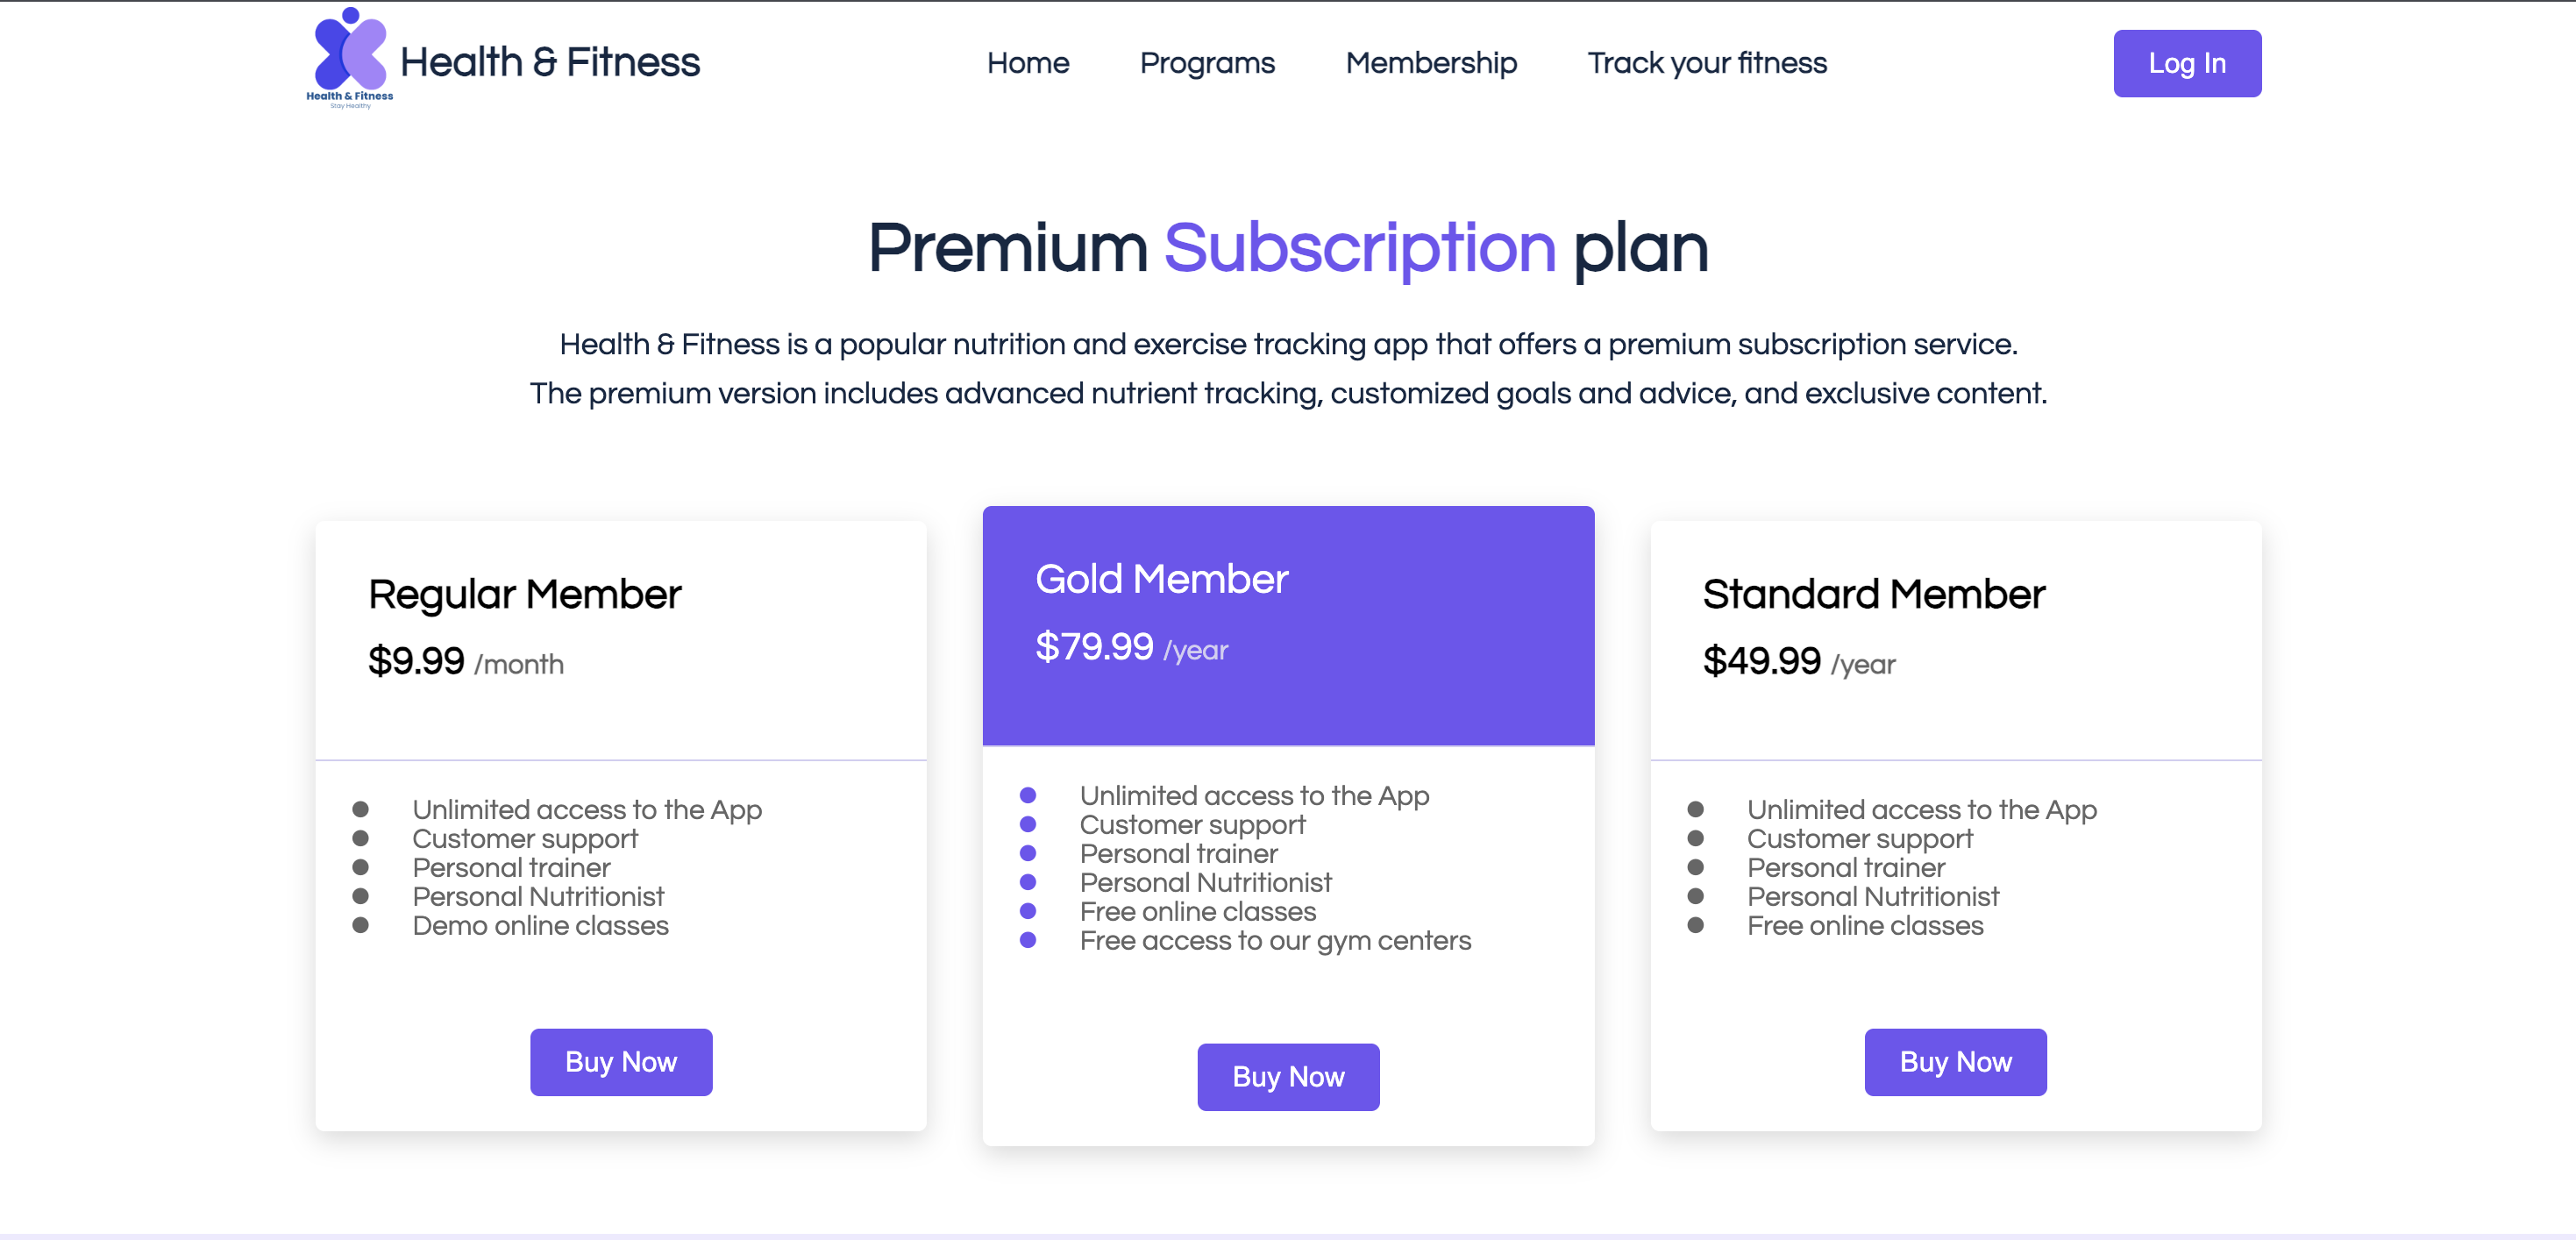 Health & Fitness
Stay Healthy
Health & Fitness
Home
Programs
Membership
Track your fitness
Log In
Premium Subscription plan
Health & Fitness is a popular nutrition and exercise tracking app that offers a premium subscription service.
The premium version includes advanced nutrient tracking, customized goals and advice, and exclusive content.
Regular Member
$9.99 /month
Unlimited access to the App
Customer support
Personal trainer
Personal Nutritionist
Demo online classes
Buy Now
Gold Member
$79.99 /year
Unlimited access to the App
Customer support
Personal trainer
Personal Nutritionist
Free online classes
Free access to our gym centers
Buy Now
Standard Member
$49.99 /year
Unlimited access to the App
Customer support
Personal trainer
Personal Nutritionist
Free online classes
Buy Now